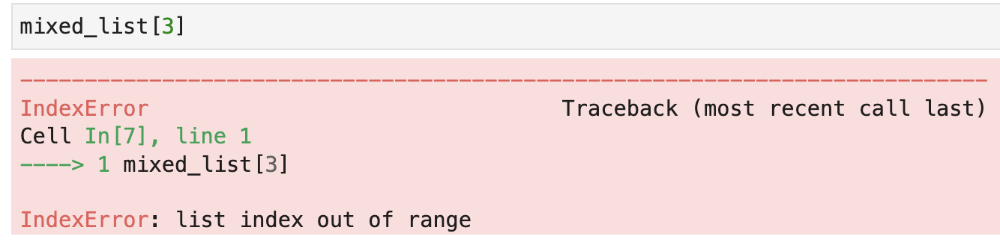 mixed_list[3]
---------------------------------------------------------------------------
IndexError                                Traceback (most recent call last)
Cell In[7], line 1
----> 1 mixed_list[3]
IndexError: list index out of range